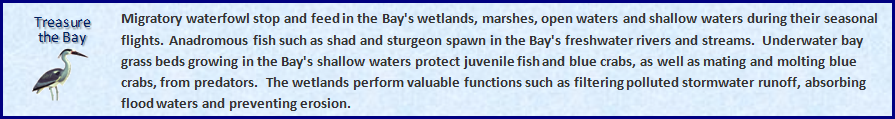 Treasure
the Bay
Migratory waterfowl stop and feed in the Bay's wetlands, marshes, open waters and shallow waters during their seasonal
flights. Anadromous fish such as shad and sturgeon spawn in the Bay's freshwater rivers and streams. Underwater bay
grass beds growing in the Bay's shallow waters protect juvenile fish and blue crabs, as well as mating and molting blue
crabs, from predators. The wetlands perform valuable functions such as filtering polluted stormwater runoff, absorbing
flood waters and preventing erosion.